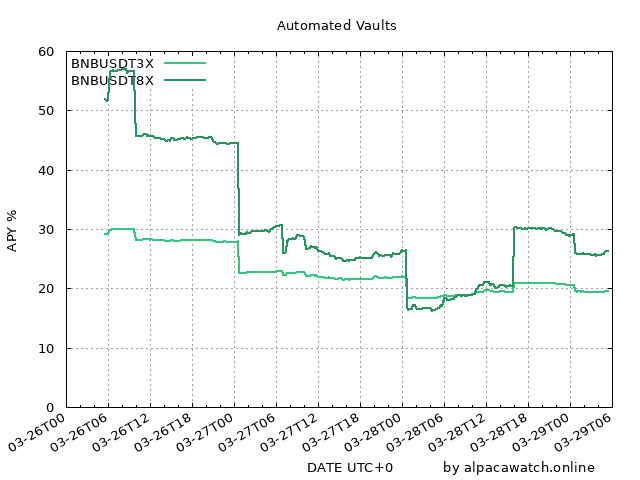 Automated Vaults
60
50
40
30
20
10
0
APY %
BNBUSDT3X
BNBUSDT8X
03-26T00
03-26T06
03-26T12
03-26T18
03-27T00
03-27T06
03-27T12
03-27T18
03-28T00
03-28T06
03-28T12
03-28T18
03-29T00
03-29T06
DATE UTC+0
by alpacawatch.online